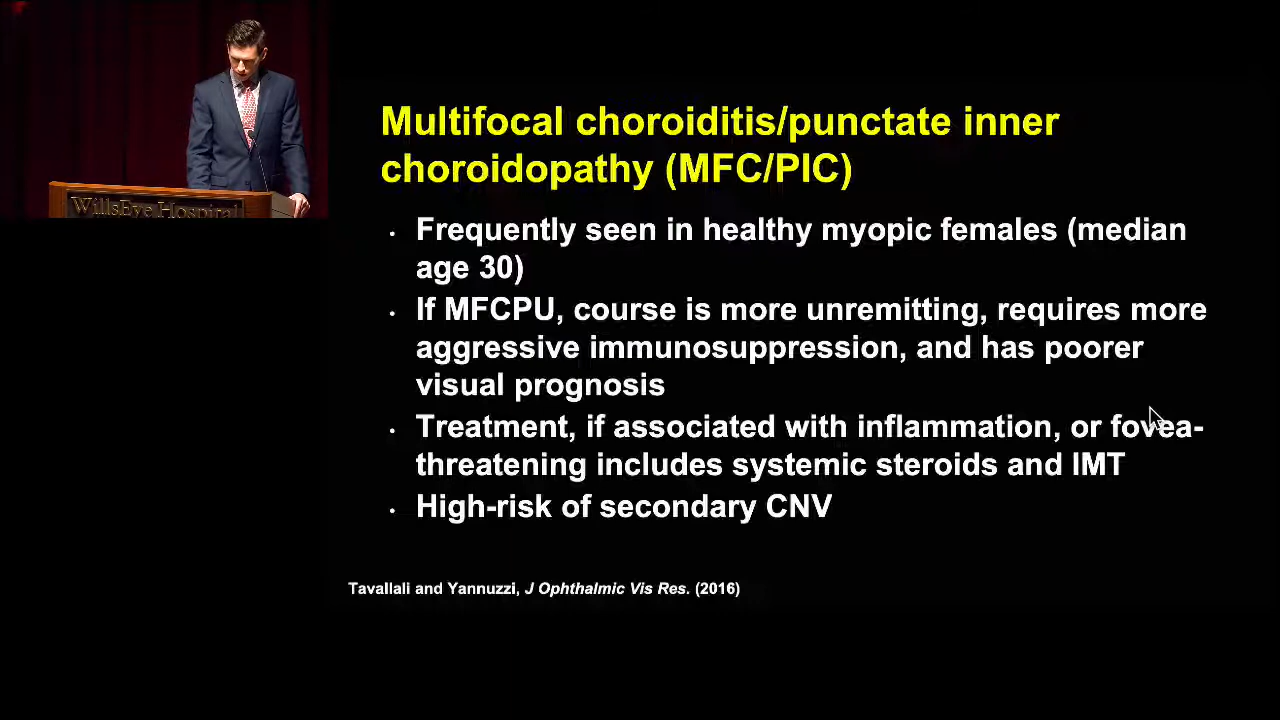 WillsEye Hospital
Multifocal choroiditis/punctate inner
choroidopathy (MFC/PIC)
• Frequently seen in healthy myopic females (median
age 30)
• If MFCPU, course is more unremitting, requires more
aggressive immunosuppression, and has poorer
visual prognosis
• Treatment, if associated with inflammation, or fovea-
threatening includes systemic steroids and IMT
• High-risk of secondary CNV
Tavallali and Yannuzzi, J Ophthalmic Vis Res. (2016)